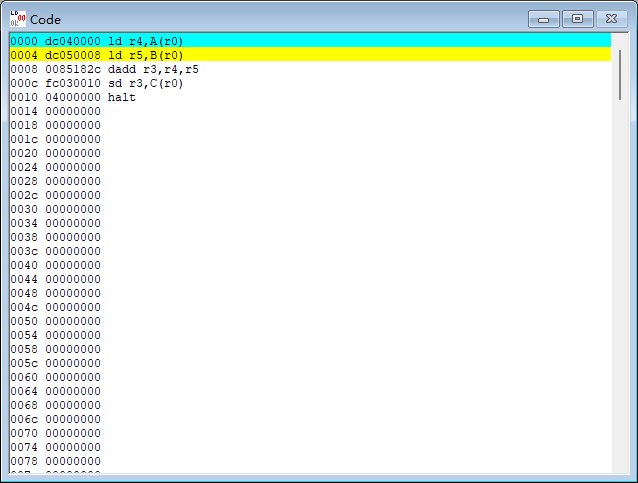 Code
0000 dc040000 ld r4,A(r0)
0004 dc050008 ld r5,B(r0)
0008 0085182c dadd r3,r4,r5
000c fc030010 sd r3,C(r0)
0010 04000000 halt
0014 00000000
0018 00000000
001c 00000000
0020 00000000
0024 00000000
0028 00000000
002c 00000000
0030 00000000
0034 00000000
0038 00000000
003c 00000000
0040 00000000
0044 00000000
0048 00000000
004c 00000000
0050 00000000
0054 00000000
0058 00000000
005c 00000000
0060 00000000
0064 00000000
0068 00000000
006c 00000000
0070 00000000
0074 00000000
0078 00000000